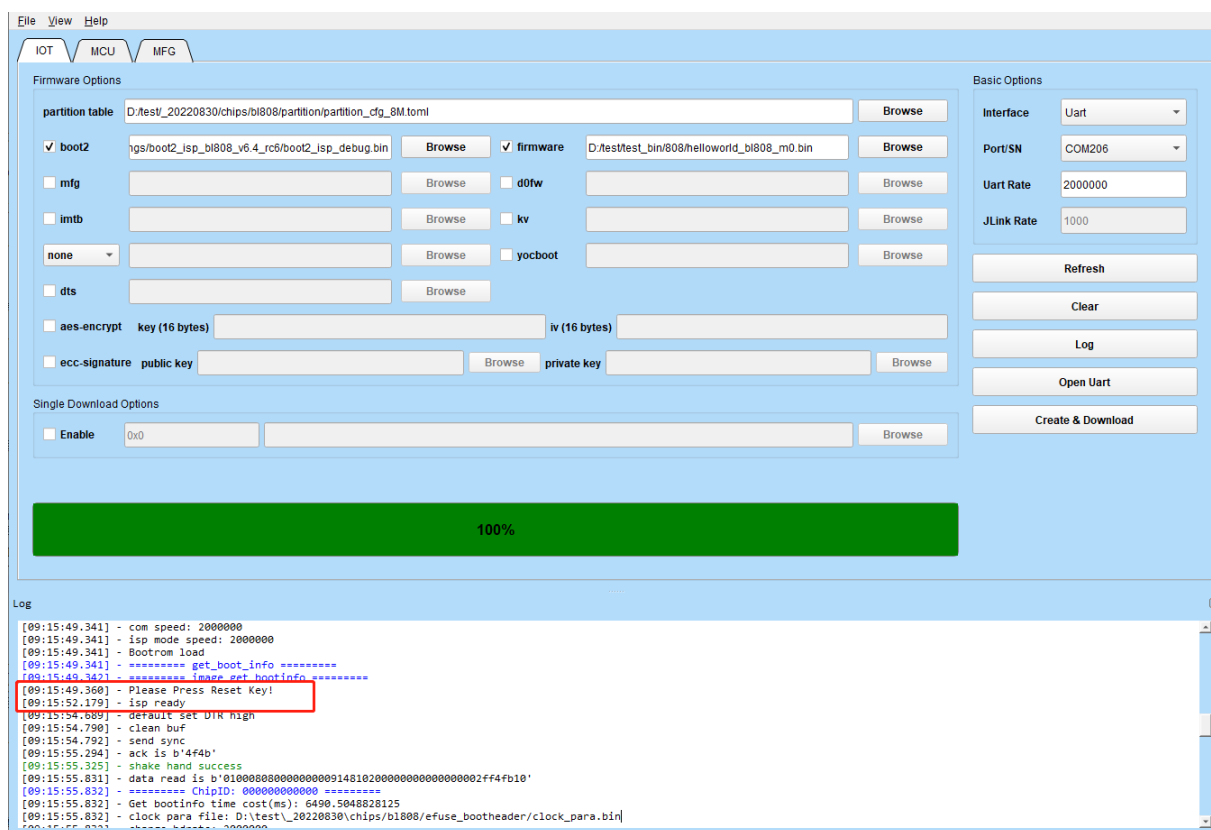 File View Help
IOT MCU MFG
Firmware Options
Basic Options
partition table D:/test/_20220830/chips/bl808/partition/partition_cfg_8M.toml Browse
Interface Uart
boot2 ngs/boot2_isp_bl808_v6.4_rc6/boot2_isp_debug.bin Browse firmware D:/test/test_bin/808/helloworld_bl808_m0.bin Browse
Port/SN COM206
mfg Browse d0fw Browse
Uart Rate 2000000
imtb Browse kv Browse
JLink Rate 1000
none Browse yocboot Browse
Refresh
dts Browse
Clear
aes-encrypt key (16 bytes) iv (16 bytes)
Log
ecc-signature public key Browse private key Browse
Open Uart
Single Download Options
Create & Download
Enable 0x0 Browse
100%
Log
[09:15:49.341] - com speed: 2000000
[09:15:49.341] - isp mode speed: 2000000
[09:15:49.341] - Bootrom load
[09:15:49.341] - ========= get_boot_info =========
[09:15:49.342] - ========= image get bootinfo =========
[09:15:49.360] - Please Press Reset Key!
[09:15:52.179] - isp ready
[09:15:54.689] - default set DTR high
[09:15:54.790] - clean buf
[09:15:54.792] - send sync
[09:15:55.294] - ack is b'4f4b'
[09:15:55.325] - shake hand success
[09:15:55.831] - data read is b'01000808000000000914810200000000000000002ff4fb10'
[09:15:55.832] - ========= ChipID: 000000000000 =========
[09:15:55.832] - Get bootinfo time cost(ms): 6490.5048828125
[09:15:55.832] - clock para file: D:\test\_20220830\chips/bl808/efuse_bootheader/clock_para.bin